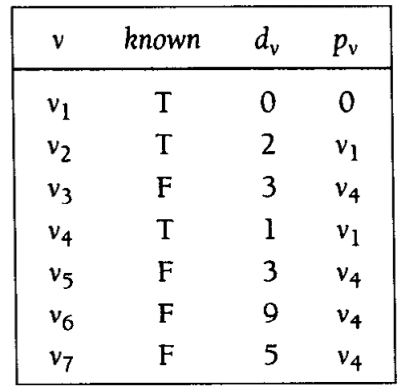 v known d_v p_v
v_1 T 0 0
v_2 T 2 v_1
v_3 F 3 v_4
v_4 T 1 v_1
v_5 F 3 v_4
v_6 F 9 v_4
v_7 F 5 v_4